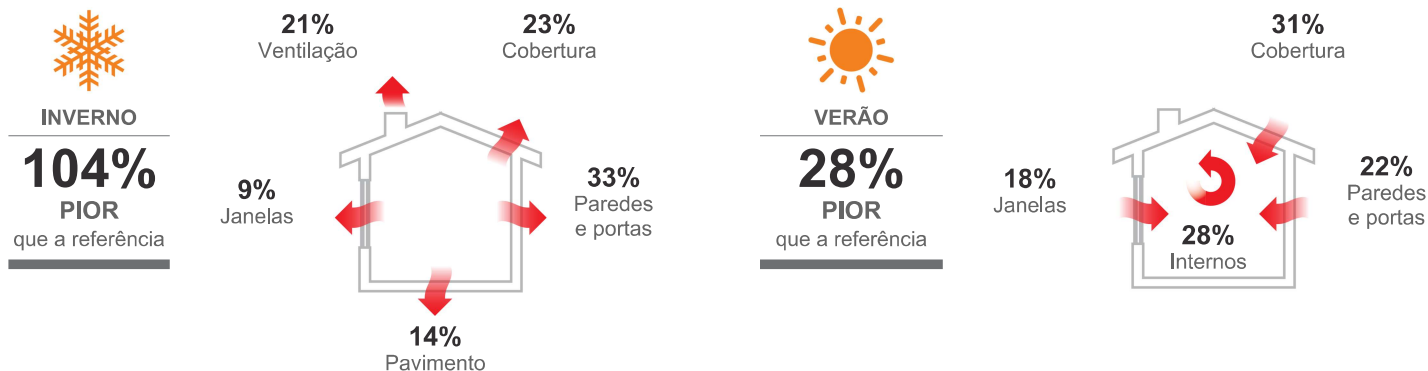 INVERNO
104%
PIOR
que a referência
21%
Ventilação
23%
Cobertura
9%
Janelas
33%
Paredes
e portas
14%
Pavimento
VERÃO
28%
PIOR
que a referência
31%
Cobertura
18%
Janelas
22%
Paredes
e portas
28%
Internos